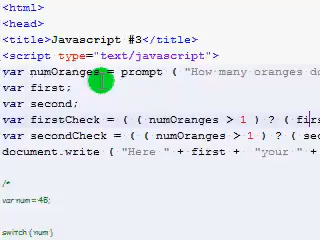 <html>
<head>
<title>Javascript #3</title>
<script type="text/javascript">
var numOranges = prompt ( "How many oranges do
var first;
var second;
var firstCheck = ( ( numOranges > 1 ) ? ( firs
var secondCheck = ( ( numOranges > 1 ) ? ( sec
document.write ( "Here " + first + "your " +
/*
var num = 45;
switch ( num )